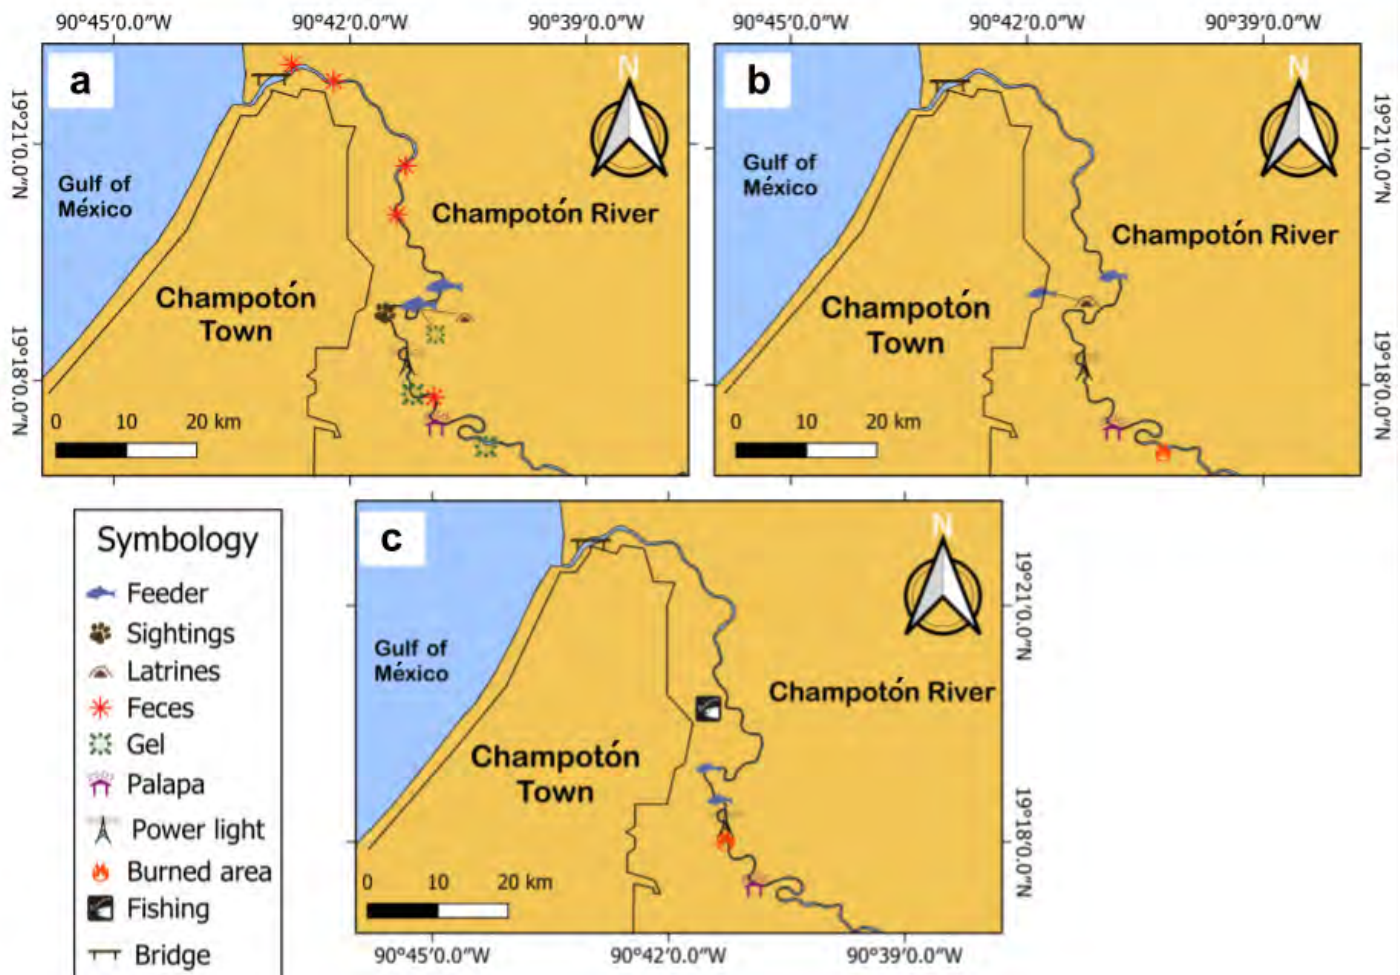 90°45′0.0″W 90°42′0.0″W 90°39′0.0″W 90°45′0.0″W 90°42′0.0″W 90°39′0.0″W
a
N
19°21′0.0″N
Gulf of
México
Champotón River
Champotón
Town
19°18′0.0″N
0 10 20 km
b
N
19°21′0.0″N
Gulf of
México
Champotón River
Champotón
Town
19°18′0.0″N
0 10 20 km
Symbology
Feeder
Sightings
Latrines
Feces
Gel
Palapa
Power light
Burned area
Fishing
Bridge
c
N
19°21′0.0″N
Gulf of
México
Champotón River
Champotón
Town
19°18′0.0″N
0 10 20 km
90°45′0.0″W 90°42′0.0″W 90°39′0.0″W